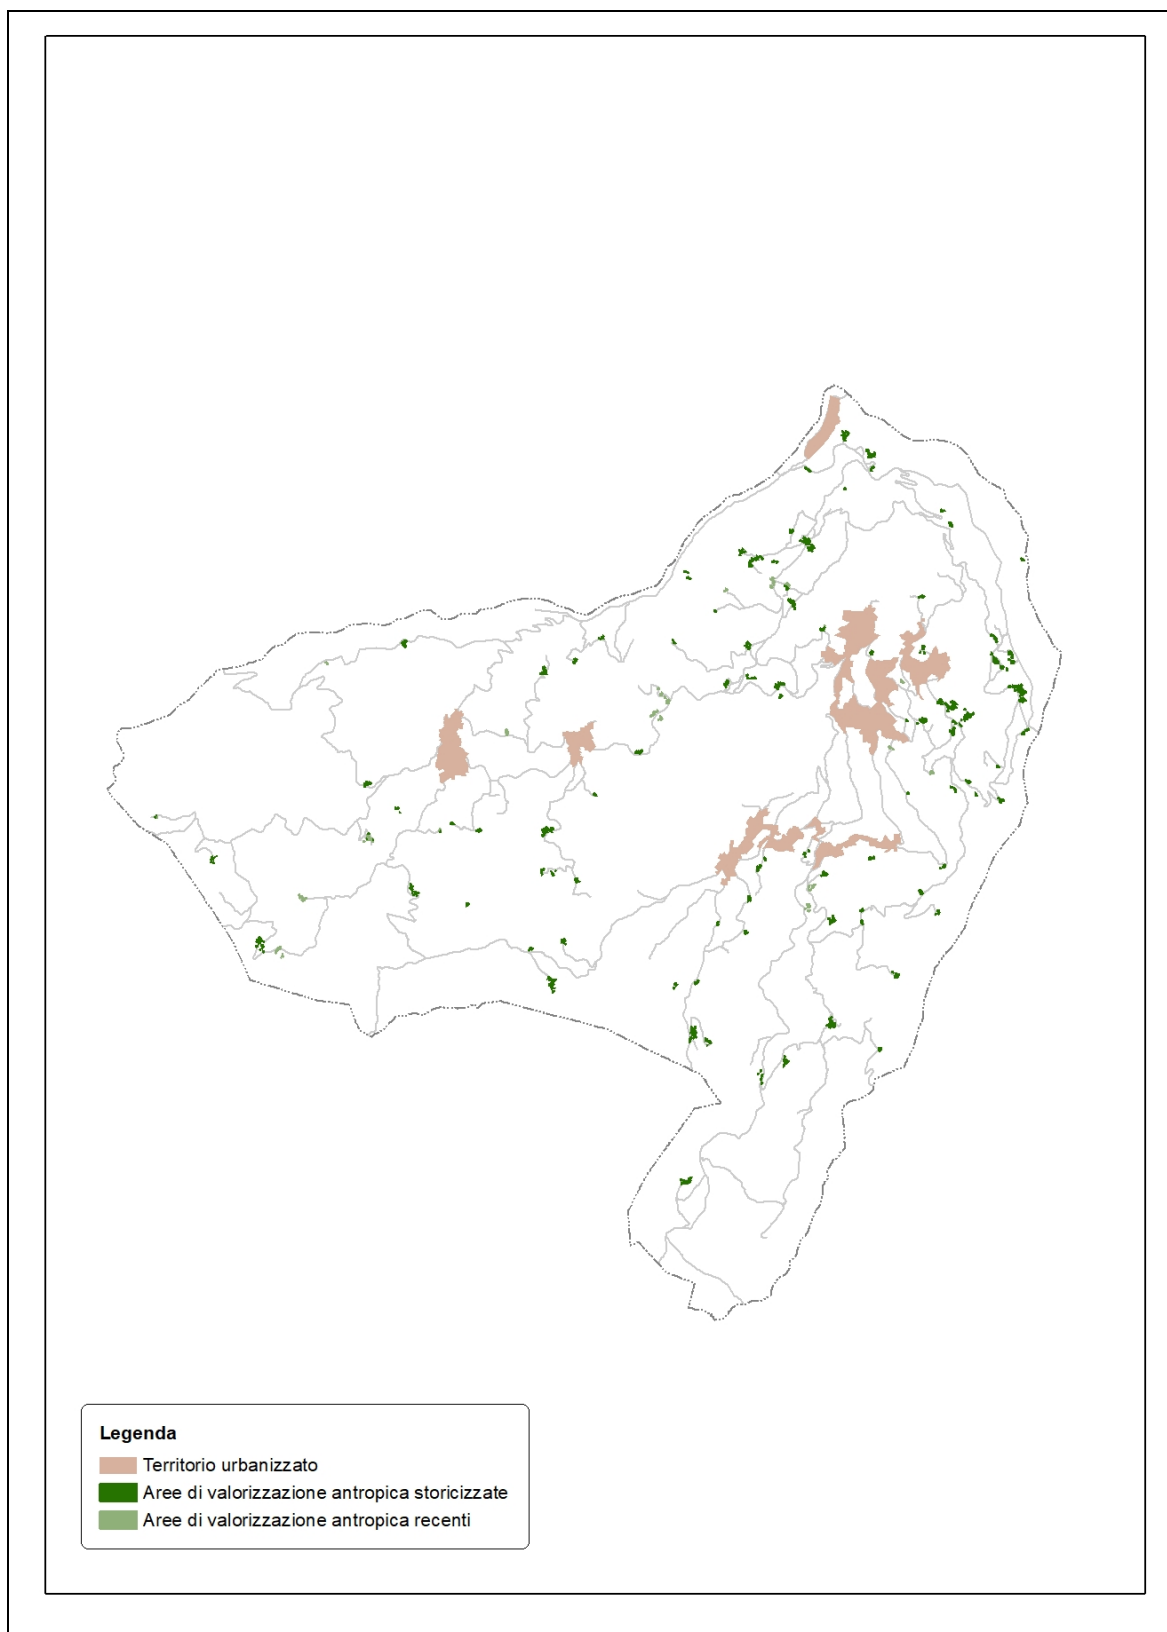 Legenda
Territorio urbanizzato
Aree di valorizzazione antropica storicizzate
Aree di valorizzazione antropica recenti